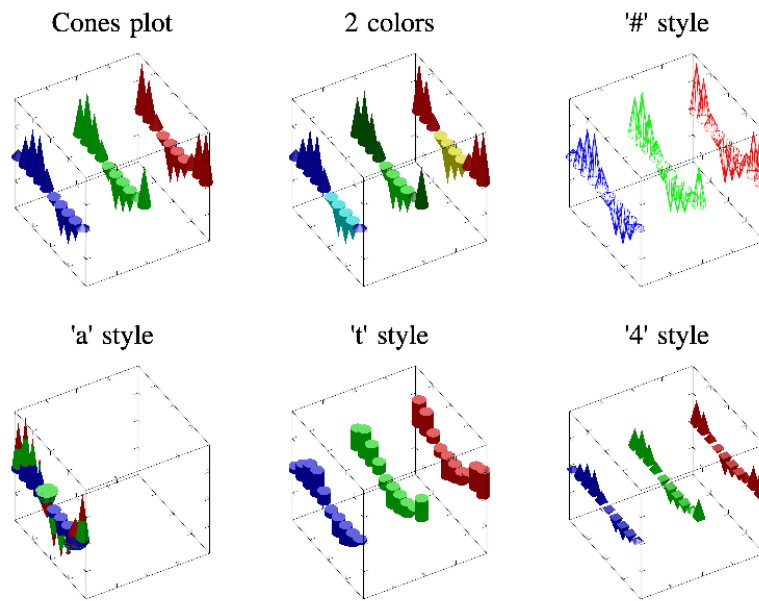 Cones plot
2 colors
'#' style
'a' style
't' style
'4' style